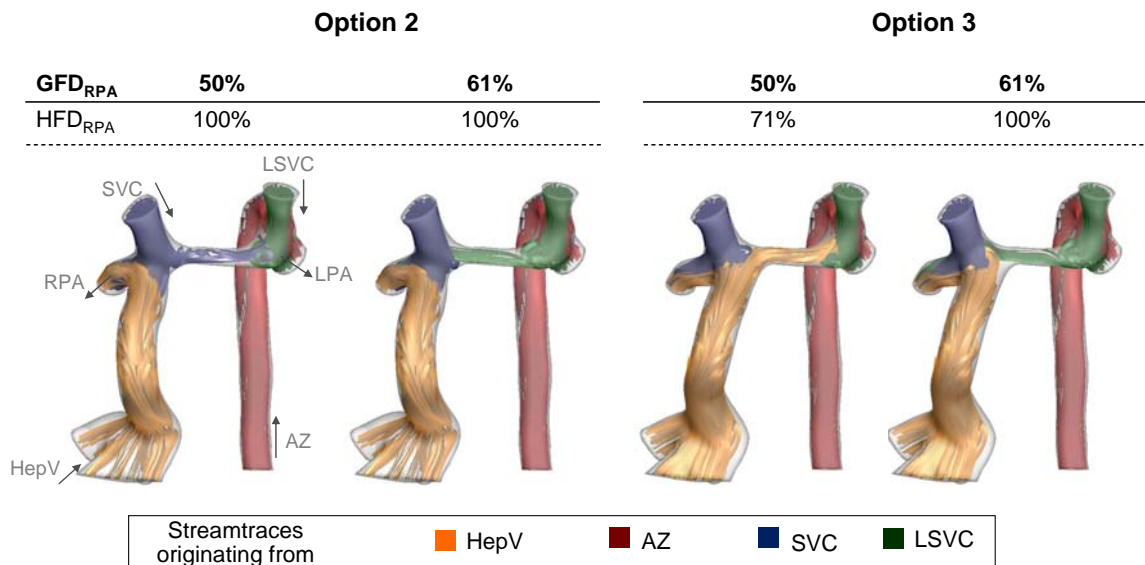 Option 2 Option 3
GFDRPA 50% 61% 50% 61%
HFDRPA 100% 100% 71% 100%
LSVC
SVC
RPA
LPA
AZ
HepV
Streamtraces
originating from
HepV AZ SVC LSVC